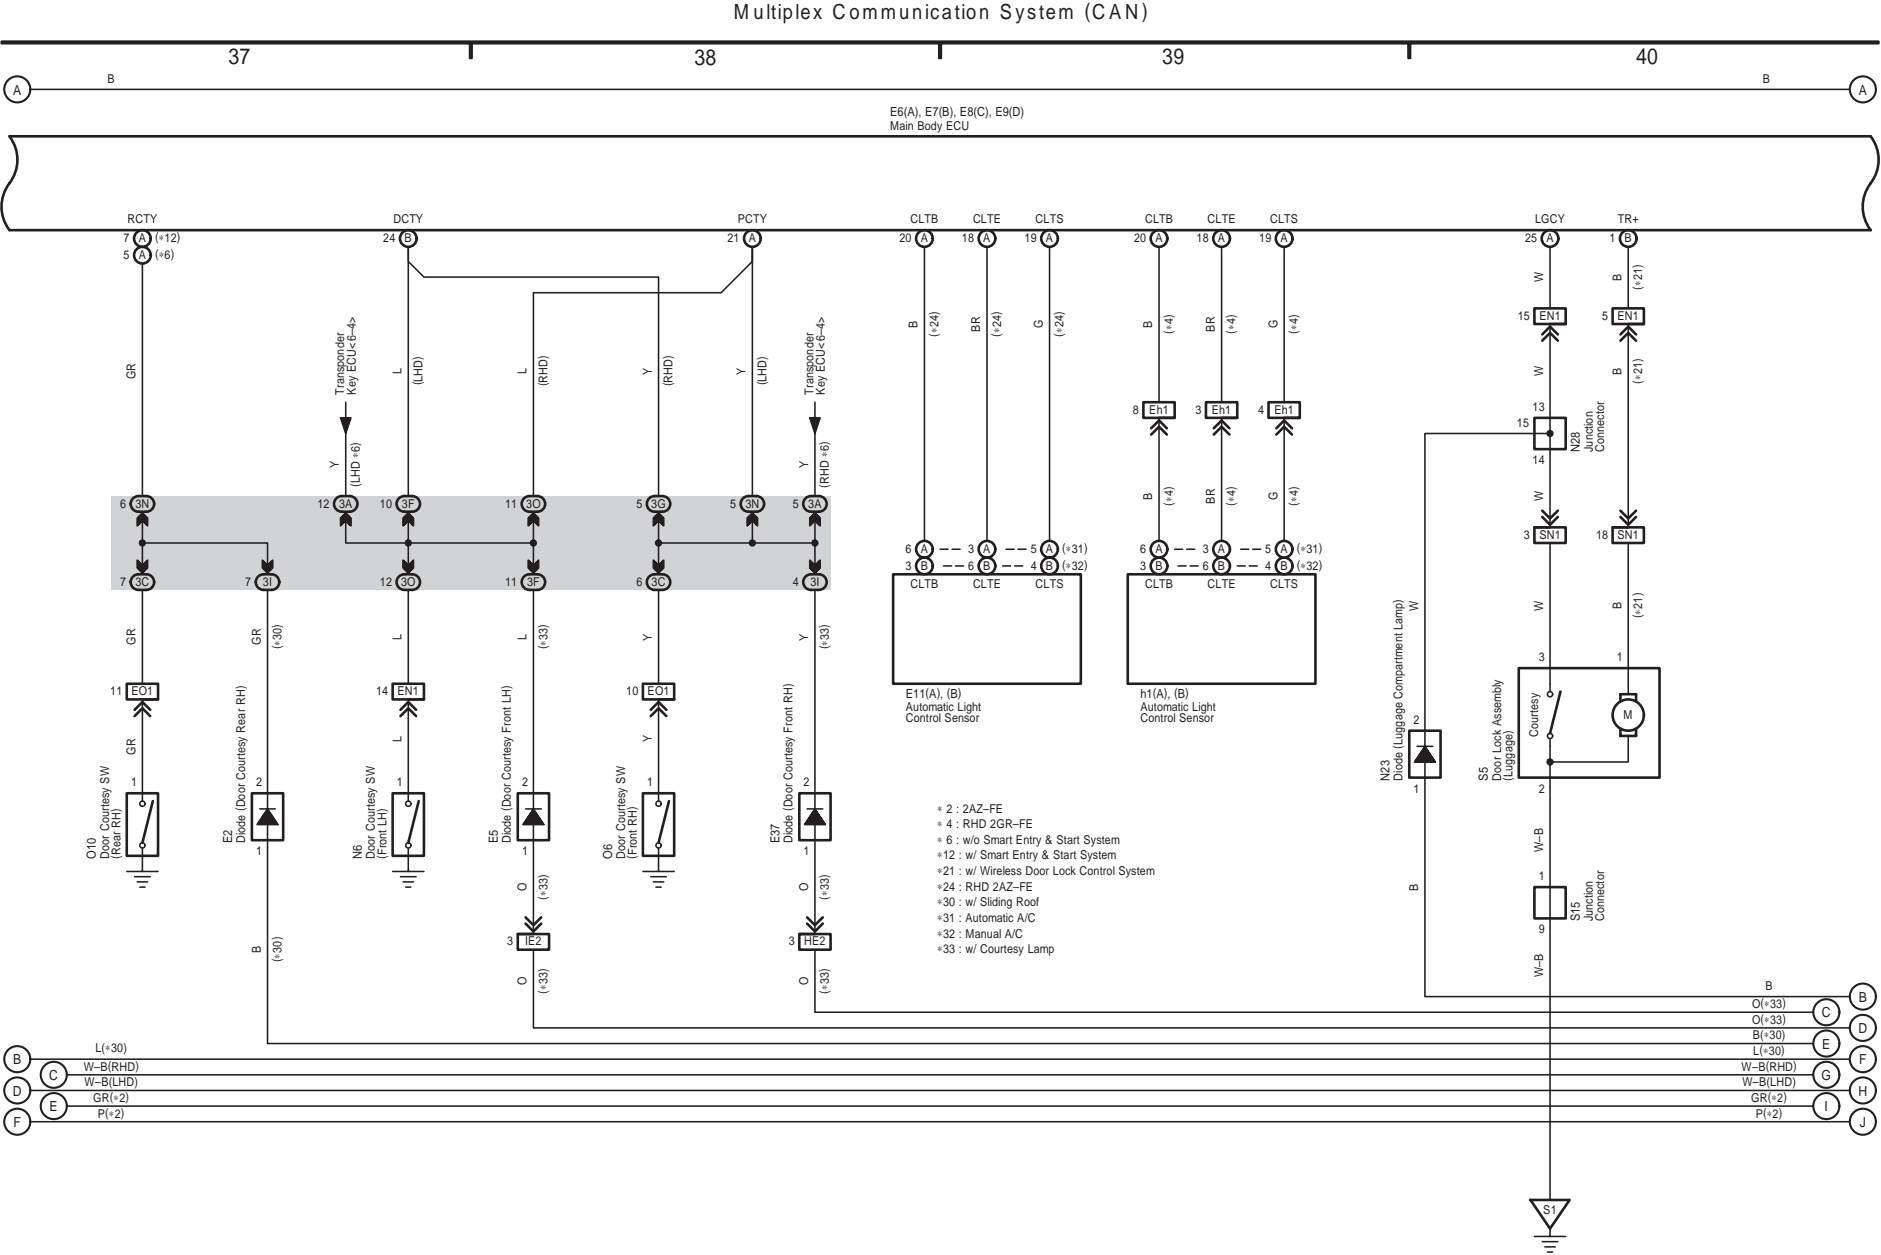 Multiplex Communication System (CAN)
37 38 39 40
A B B A
E6(A), E7(B), E8(C), E9(D)
Main Body ECU
RCTY DCTY PCTY CLTB CLTE CLTS CLTB CLTE CLTS LGCY TR+
7 A (*12) 24 B 21 A 20 A 18 A 19 A 20 A 18 A 19 A 25 A 1 B
5 A (*6)
W B (*21)
15 EN1 5 EN1
B (*24) BR (*24) G (*24) B (*4) BR (*4) G (*4)
GR
Transponder
Key ECU<6–4>
L (LHD) L (RHD) Y (RHD) Y (LHD)
Transponder
Key ECU<6–4>
W B (*21)
8 Eh1 3 Eh1 4 Eh1
13
15
14
N28
Junction
Connector
Y (LHD *6) Y (RHD *6)
B (*4) BR (*4) G (*4) W
6 3N 12 3A 10 3F 11 3O 5 3G 5 3N 5 3A
3 SN1 18 SN1
6 A 3 A 5 A (*31) 6 A 3 A 5 A (*31)
3 B 6 B 4 B (*32) 3 B 6 B 4 B (*32)
7 3C 7 3I 12 3O 11 3F 6 3C 4 3I
CLTB CLTE CLTS CLTB CLTE CLTS
GR GR (*30) L L (*33) Y Y (*33) W W B (*21)
11 EO1 14 EN1 10 EO1
3 1
E11(A), (B)
Automatic Light
Control Sensor
h1(A), (B)
Automatic Light
Control Sensor
Courtesy M
GR L Y
1 2 1 2 1 2 2
O10
Door Courtesy SW
(Rear RH)
E2
Diode (Door Courtesy Rear RH)
N6
Door Courtesy SW
(Front LH)
E5
Diode (Door Courtesy Front LH)
O6
Door Courtesy SW
(Front RH)
E37
Diode (Door Courtesy Front RH)
N23
Diode (Luggage Compartment Lamp)
S5
Door Lock Assembly
(Luggage)
1 1 1 1 2
* 2 : 2AZ–FE
* 4 : RHD 2GR–FE
* 6 : w/o Smart Entry & Start System
*12 : w/ Smart Entry & Start System
*21 : w/ Wireless Door Lock Control System
*24 : RHD 2AZ–FE
*30 : w/ Sliding Roof
*31 : Automatic A/C
*32 : Manual A/C
*33 : w/ Courtesy Lamp
W–B
O (*33) O (*33) B
1
9
S15
Junction
Connector
B (*30) 3 IE2 3 HE2
O (*33) O (*33) W–B
B B
O(*33) C
O(*33) D
B(*30) E
B L(*30) L(*30) F
C W–B(RHD) W–B(RHD) G
D W–B(LHD) W–B(LHD) H
E GR(*2) GR(*2) I
F P(*2) P(*2) J
S1